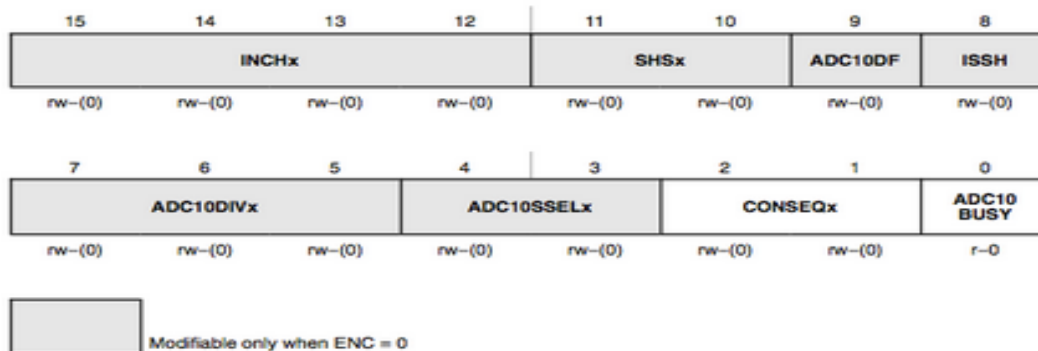 15 14 13 12 11 10 9 8
INCHx SHSx ADC10DF ISSH
rw–(0) rw–(0) rw–(0) rw–(0) rw–(0) rw–(0) rw–(0) rw–(0)
7 6 5 4 3 2 1 0
ADC10DIVx ADC10SSELx CONSEQx ADC10
BUSY
rw–(0) rw–(0) rw–(0) rw–(0) rw–(0) rw–(0) rw–(0) r–0
Modifiable only when ENC = 0